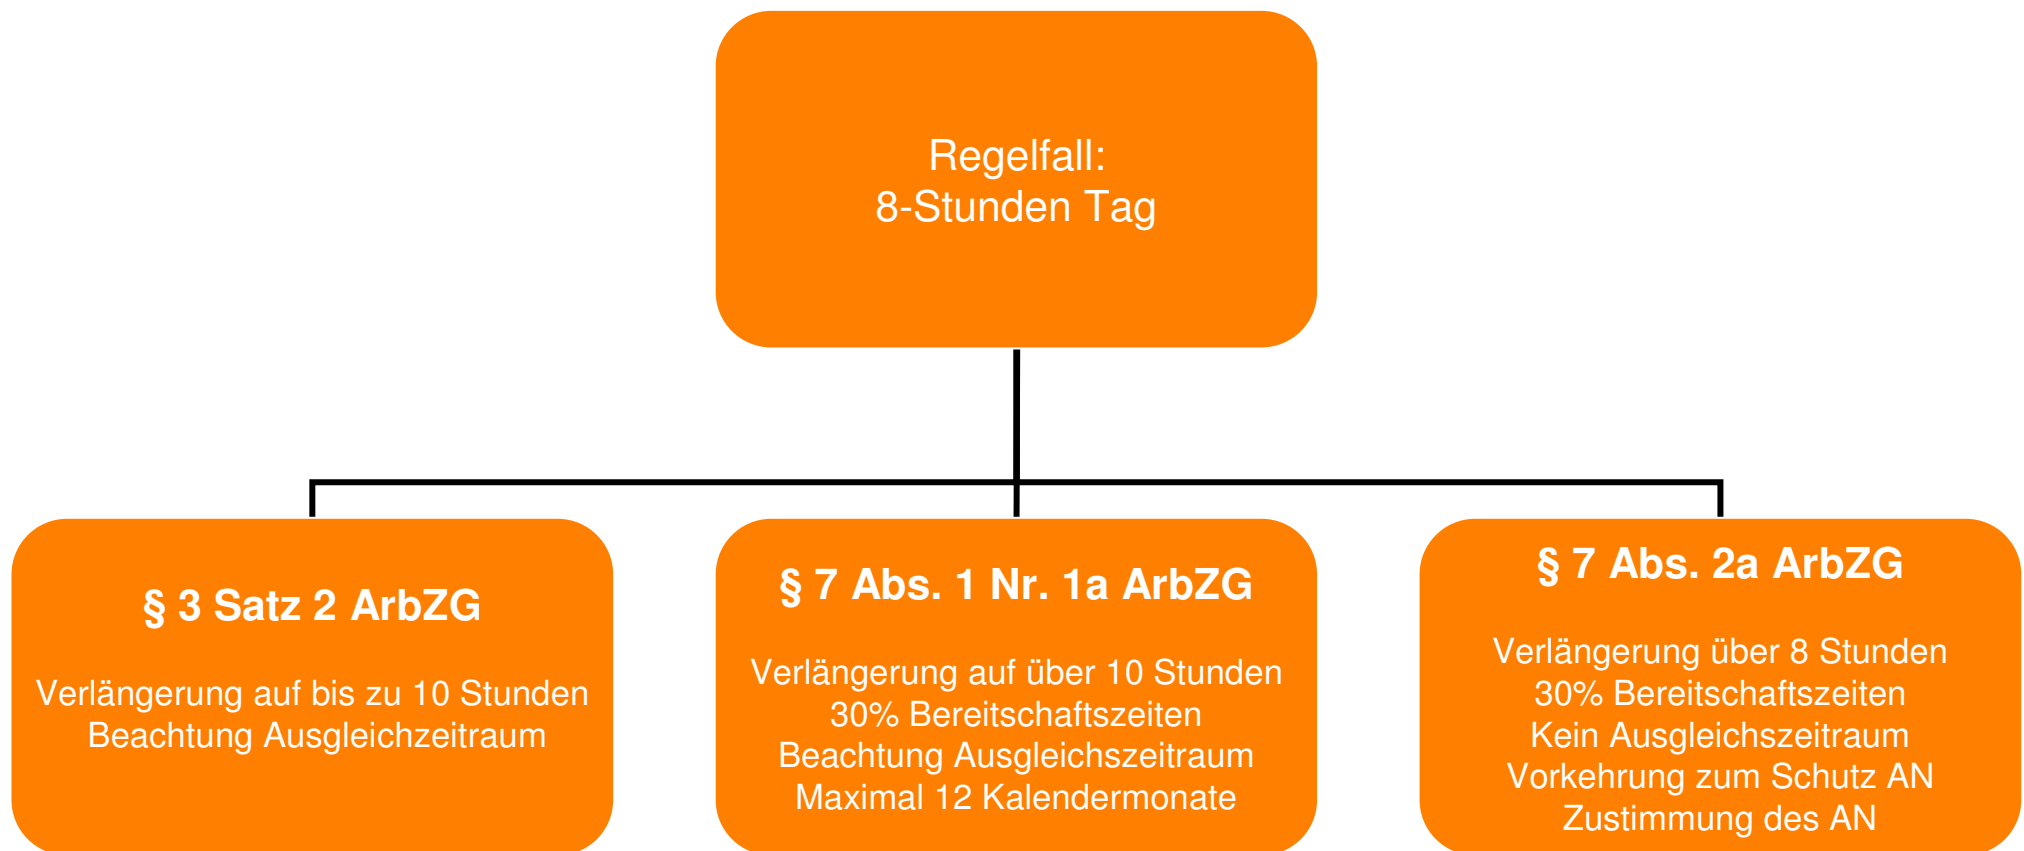 Regelfall:
8-Stunden Tag
§ 3 Satz 2 ArbZG
Verlängerung auf bis zu 10 Stunden
Beachtung Ausgleichzeitraum
§ 7 Abs. 1 Nr. 1a ArbZG
Verlängerung auf über 10 Stunden
30% Bereitschaftszeiten
Beachtung Ausgleichszeitraum
Maximal 12 Kalendermonate
§ 7 Abs. 2a ArbZG
Verlängerung über 8 Stunden
30% Bereitschaftszeiten
Kein Ausgleichszeitraum
Vorkehrung zum Schutz AN
Zustimmung des AN